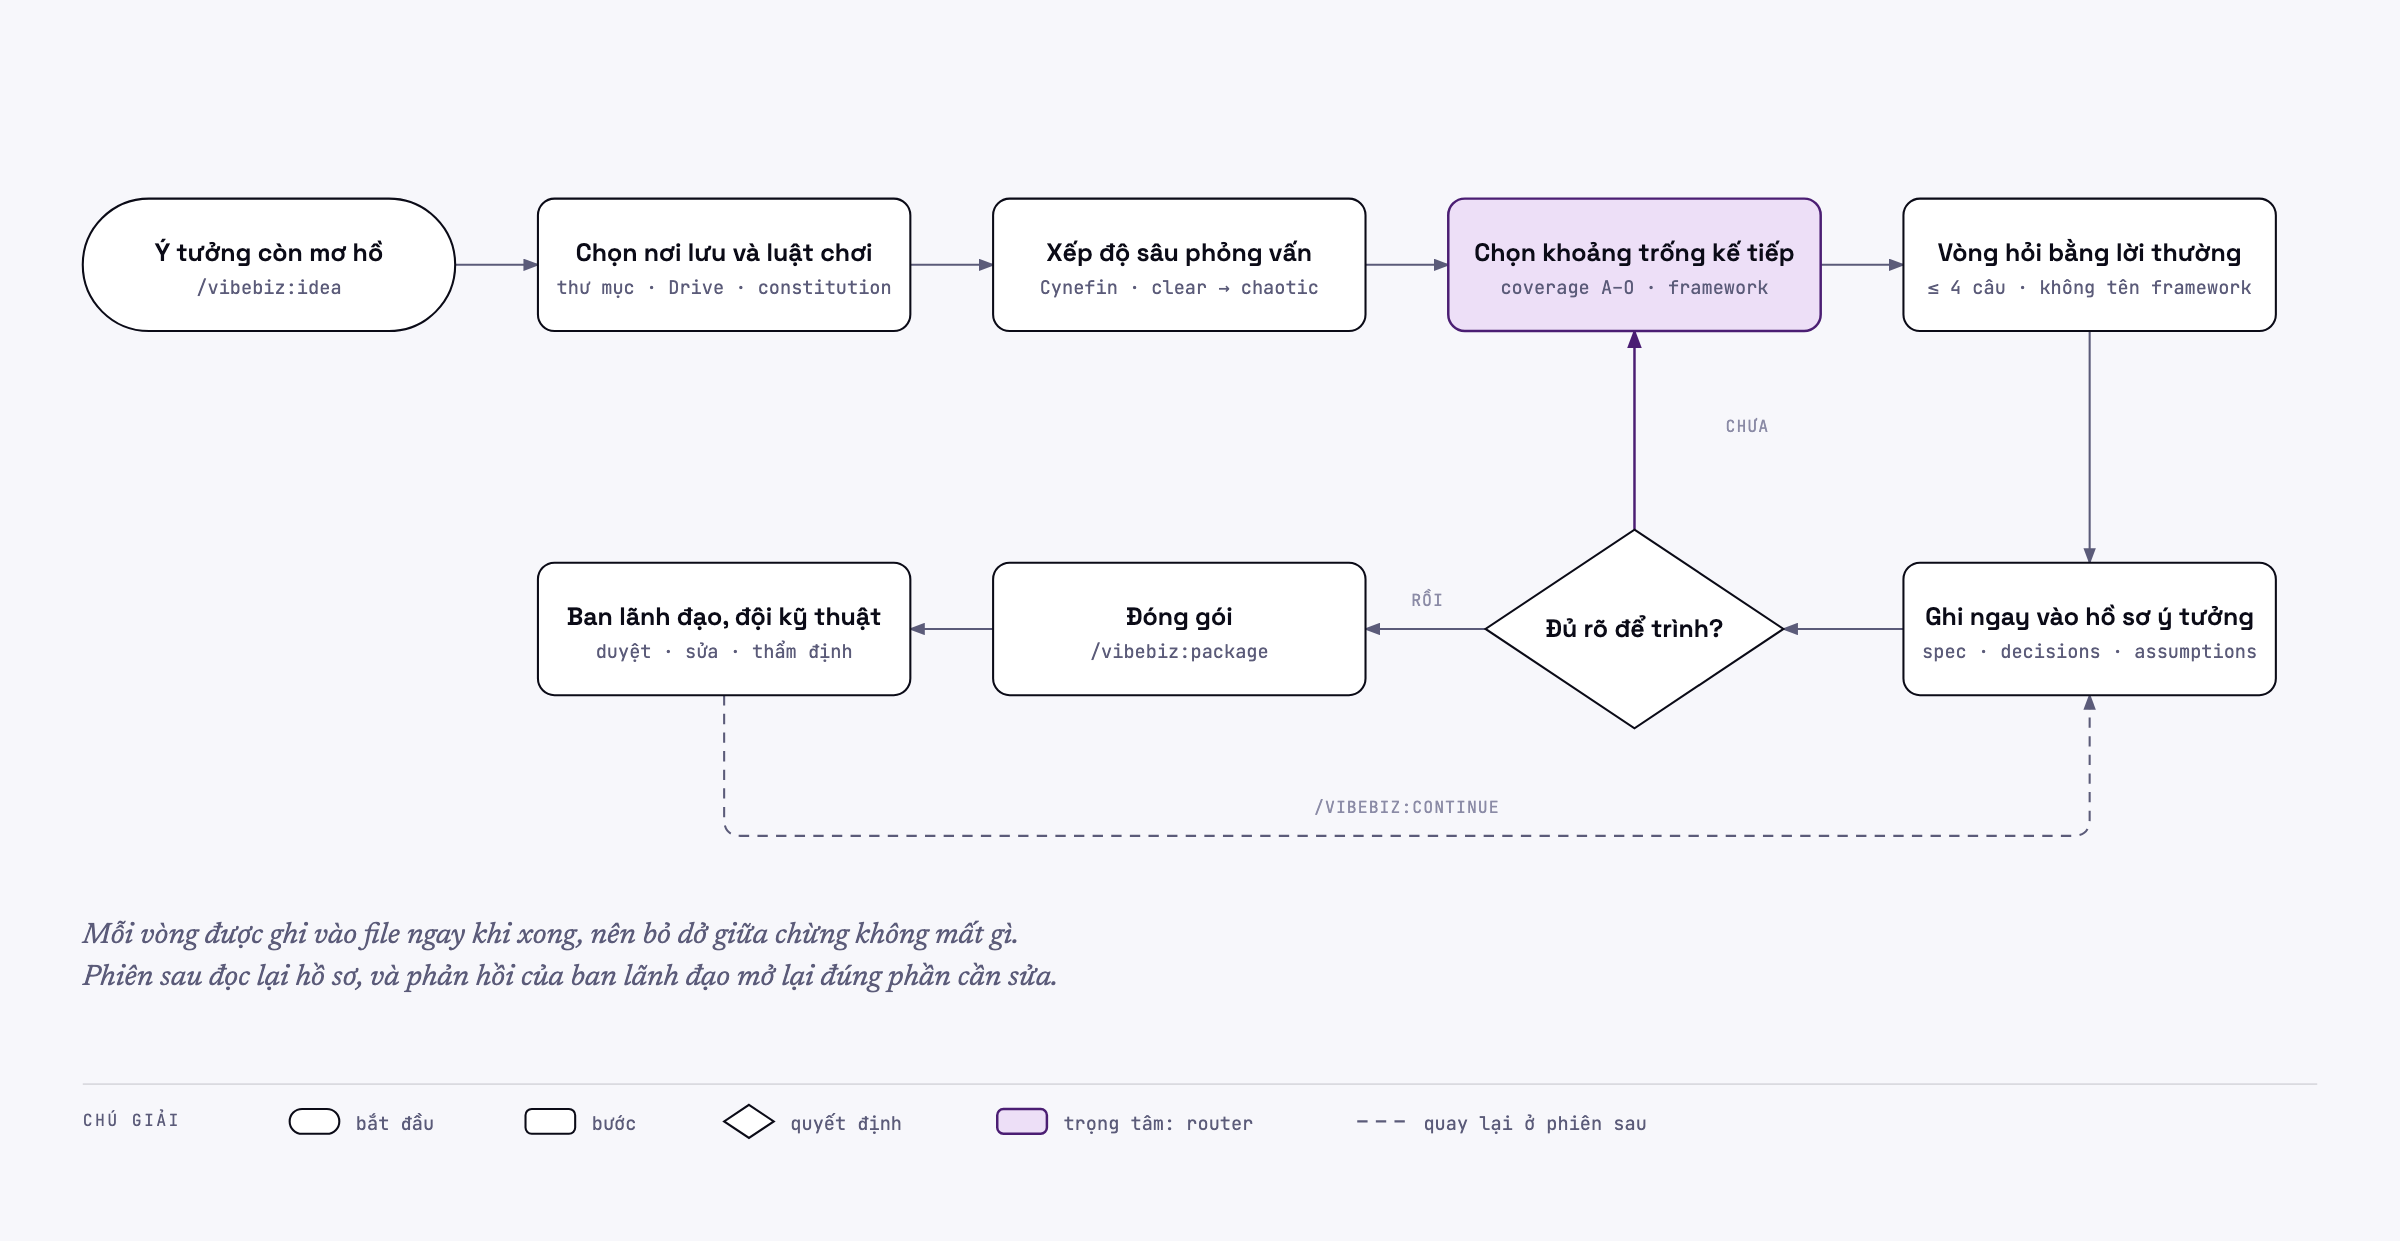 Ý tưởng còn mơ hồ
/vibebiz:idea
Chọn nơi lưu và luật chơi
thư mục · Drive · constitution
Xếp độ sâu phỏng vấn
Cynefin · clear → chaotic
Chọn khoảng trống kế tiếp
coverage A–O · framework
Vòng hỏi bằng lời thường
≤ 4 câu · không tên framework
CHƯA
Ban lãnh đạo, đội kỹ thuật
duyệt · sửa · thẩm định
Đóng gói
/vibebiz:package
RỒI
Đủ rõ để trình?
Ghi ngay vào hồ sơ ý tưởng
spec · decisions · assumptions
/VIBEBIZ:CONTINUE
Mỗi vòng được ghi vào file ngay khi xong, nên bỏ dở giữa chừng không mất gì.
Phiên sau đọc lại hồ sơ, và phản hồi của ban lãnh đạo mở lại đúng phần cần sửa.
CHÚ GIẢI
bắt đầu
bước
quyết định
trọng tâm: router
quay lại ở phiên sau